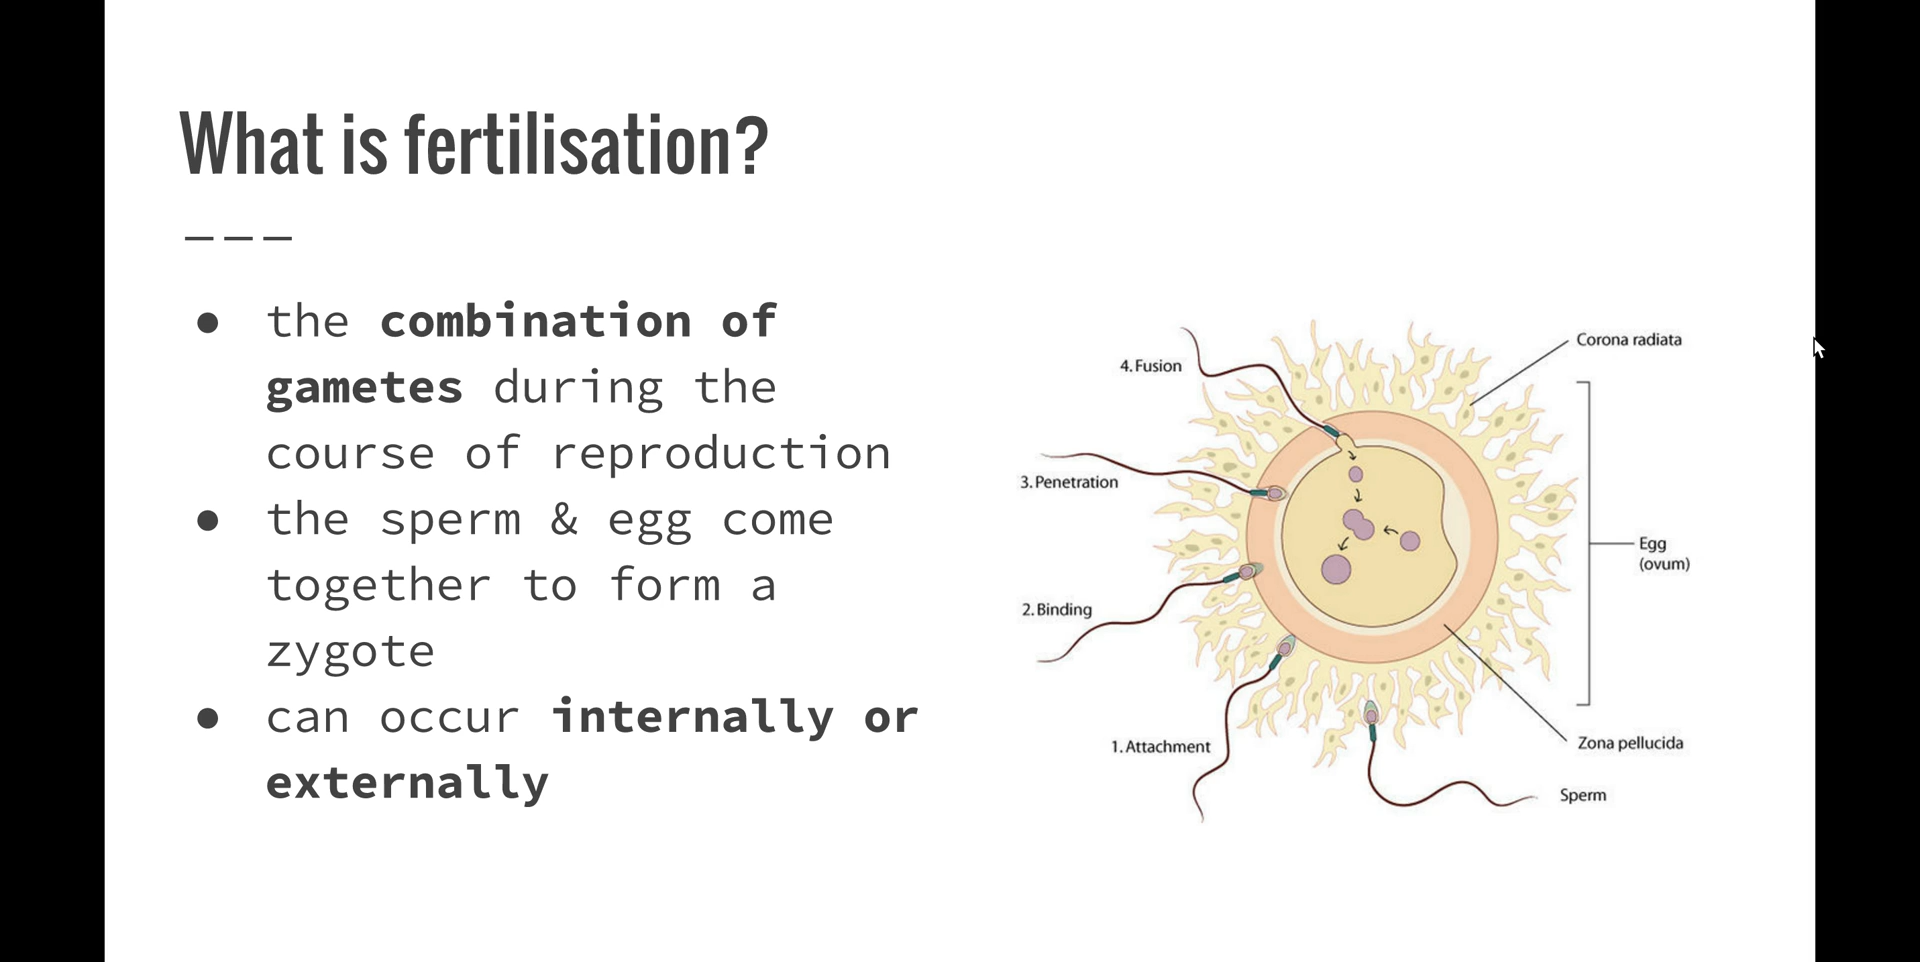 What is fertilisation?
———
● the combination of
gametes during the
course of reproduction
● the sperm & egg come
together to form a
zygote
● can occur internally or
externally
Corona radiata
4. Fusion
3. Penetration
Egg
(ovum)
2. Binding
1. Attachment
Zona pellucida
Sperm